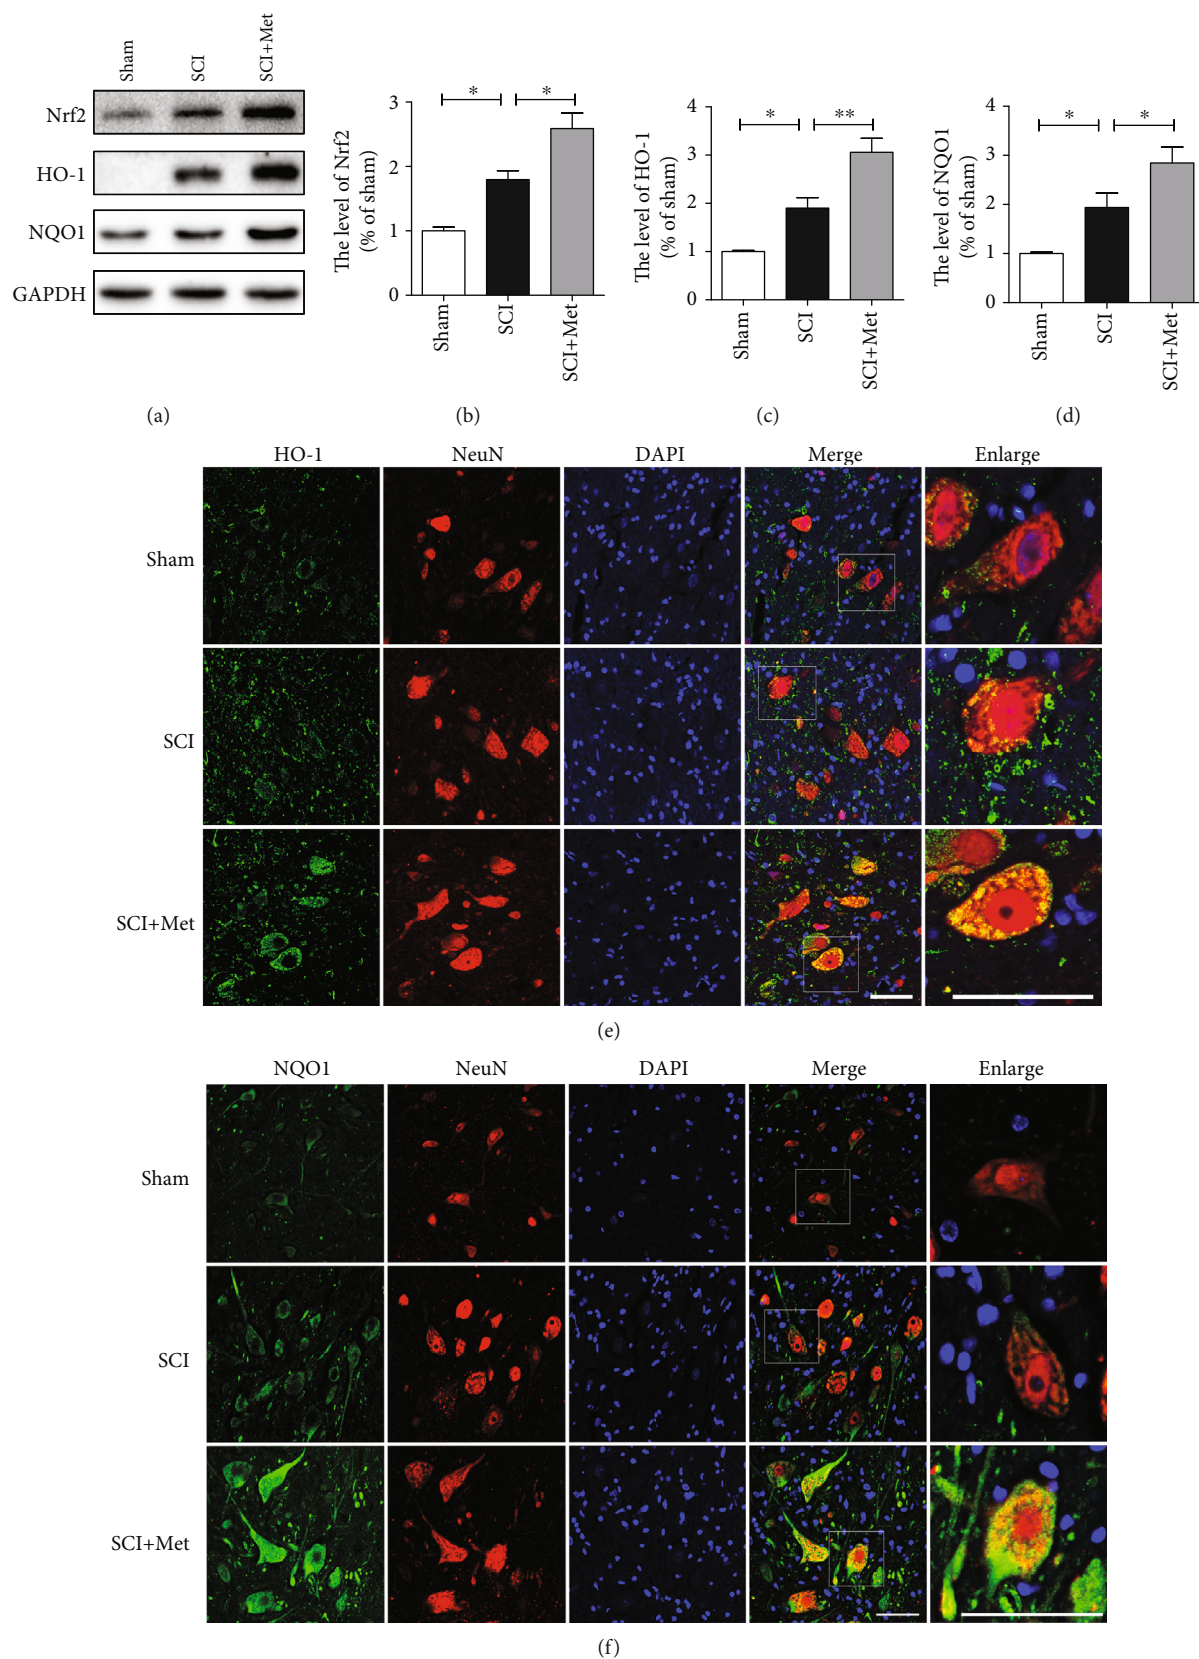 Sham
SCI
SCI+Met
Nrf2
HO-1
NQO1
GAPDH
(a)
The level of Nrf2
(% of sham)
3
2
1
0
*
*
Sham
SCI
SCI+Met
(b)
The level of HO-1
(% of sham)
4
3
2
1
0
*
**
Sham
SCI
SCI+Met
(c)
The level of NQO1
(% of sham)
4
3
2
1
0
*
*
Sham
SCI
SCI+Met
(d)
HO-1 NeuN DAPI Merge Enlarge
Sham
SCI
SCI+Met
(e)
NQO1 NeuN DAPI Merge Enlarge
Sham
SCI
SCI+Met
(f)